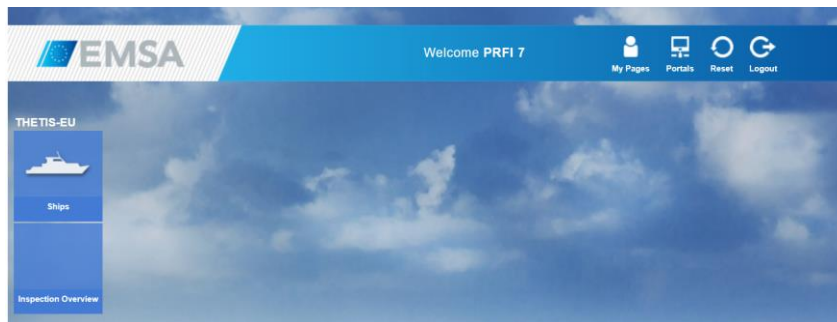 EMSA
Welcome PRFI 7
My Pages Portals Reset Logout
THETIS-EU
Ships
Inspection Overview